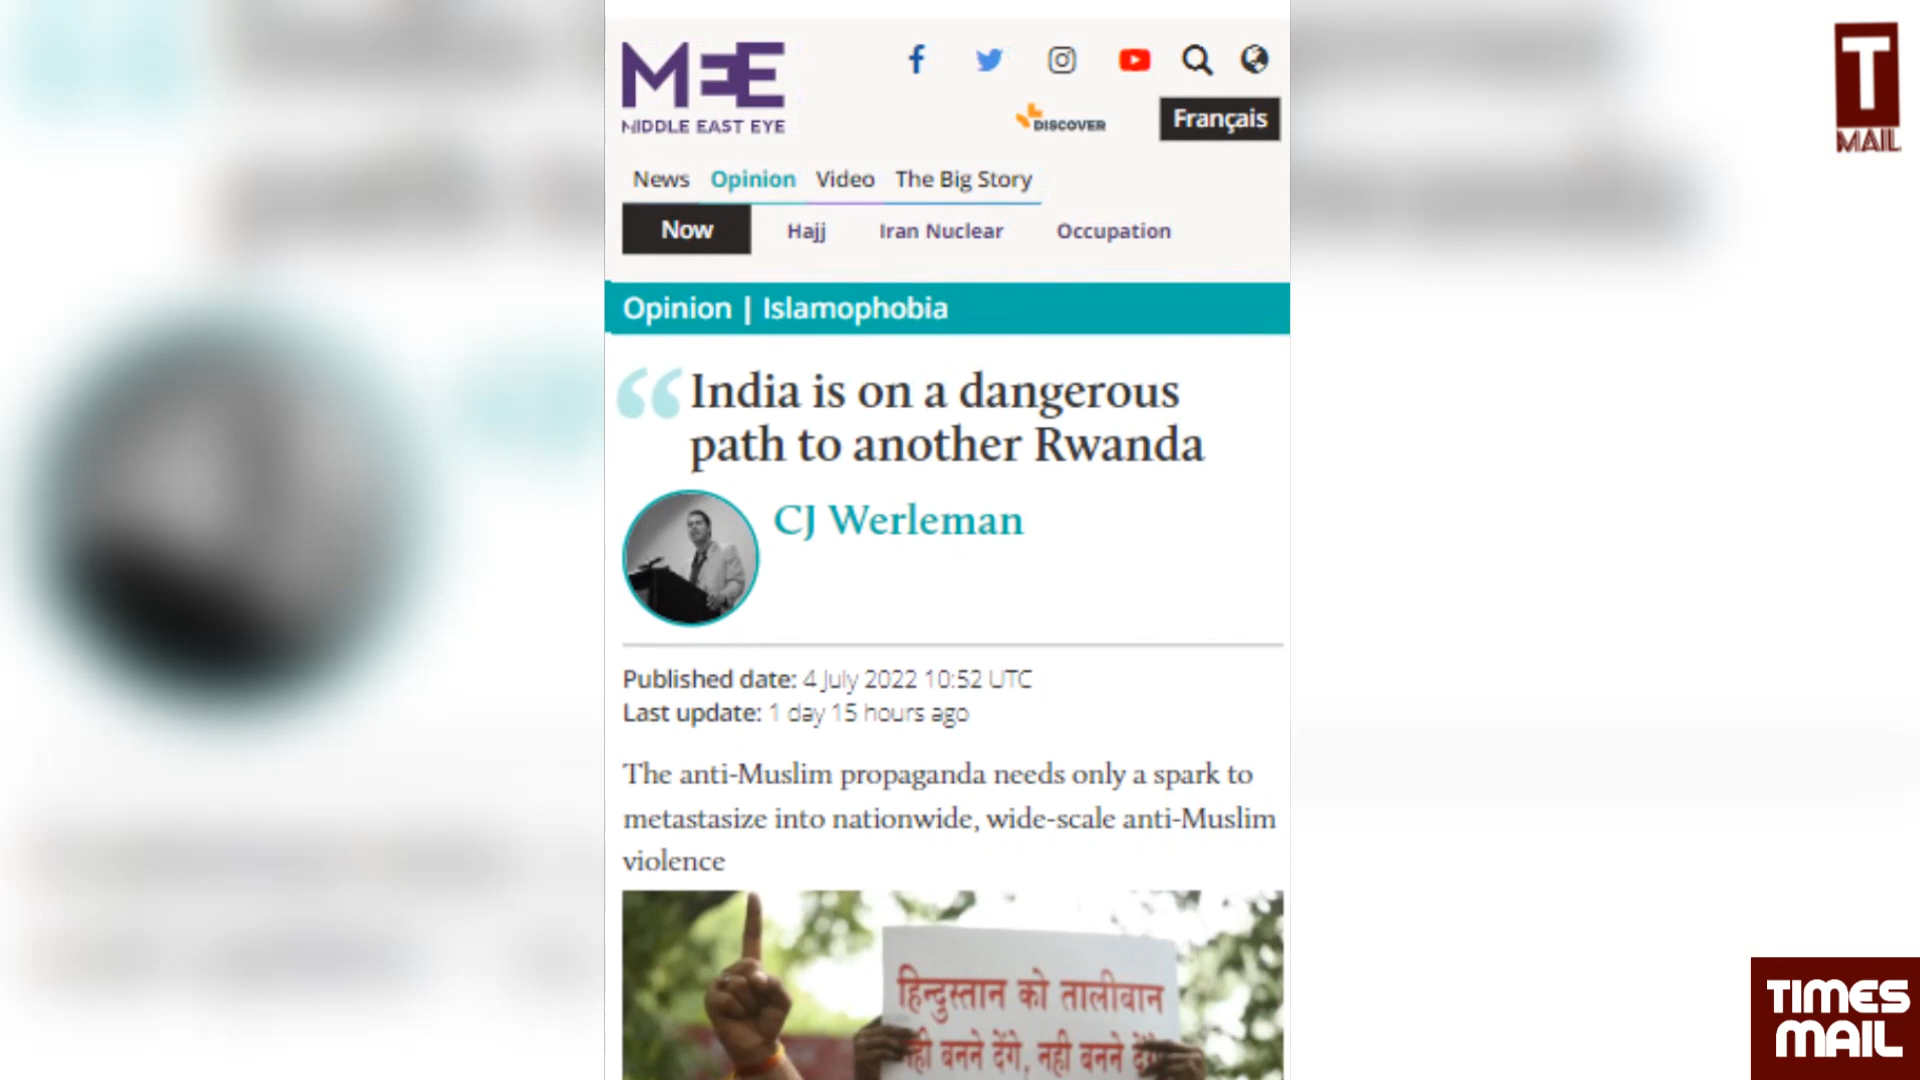 MEE
MIDDLE EAST EYE
DISCOVER
Français
News Opinion Video The Big Story
Now Hajj Iran Nuclear Occupation
Opinion | Islamophobia
“India is on a dangerous
path to another Rwanda
CJ Werleman
Published date: 4 July 2022 10:52 UTC
Last update: 1 day 15 hours ago
The anti-Muslim propaganda needs only a spark to
metastasize into nationwide, wide-scale anti-Muslim
violence
हिन्दुस्तान को तालीबान
नही बनने देंगे, नही बनने देंगे
T
MAIL
TIMES
MAIL